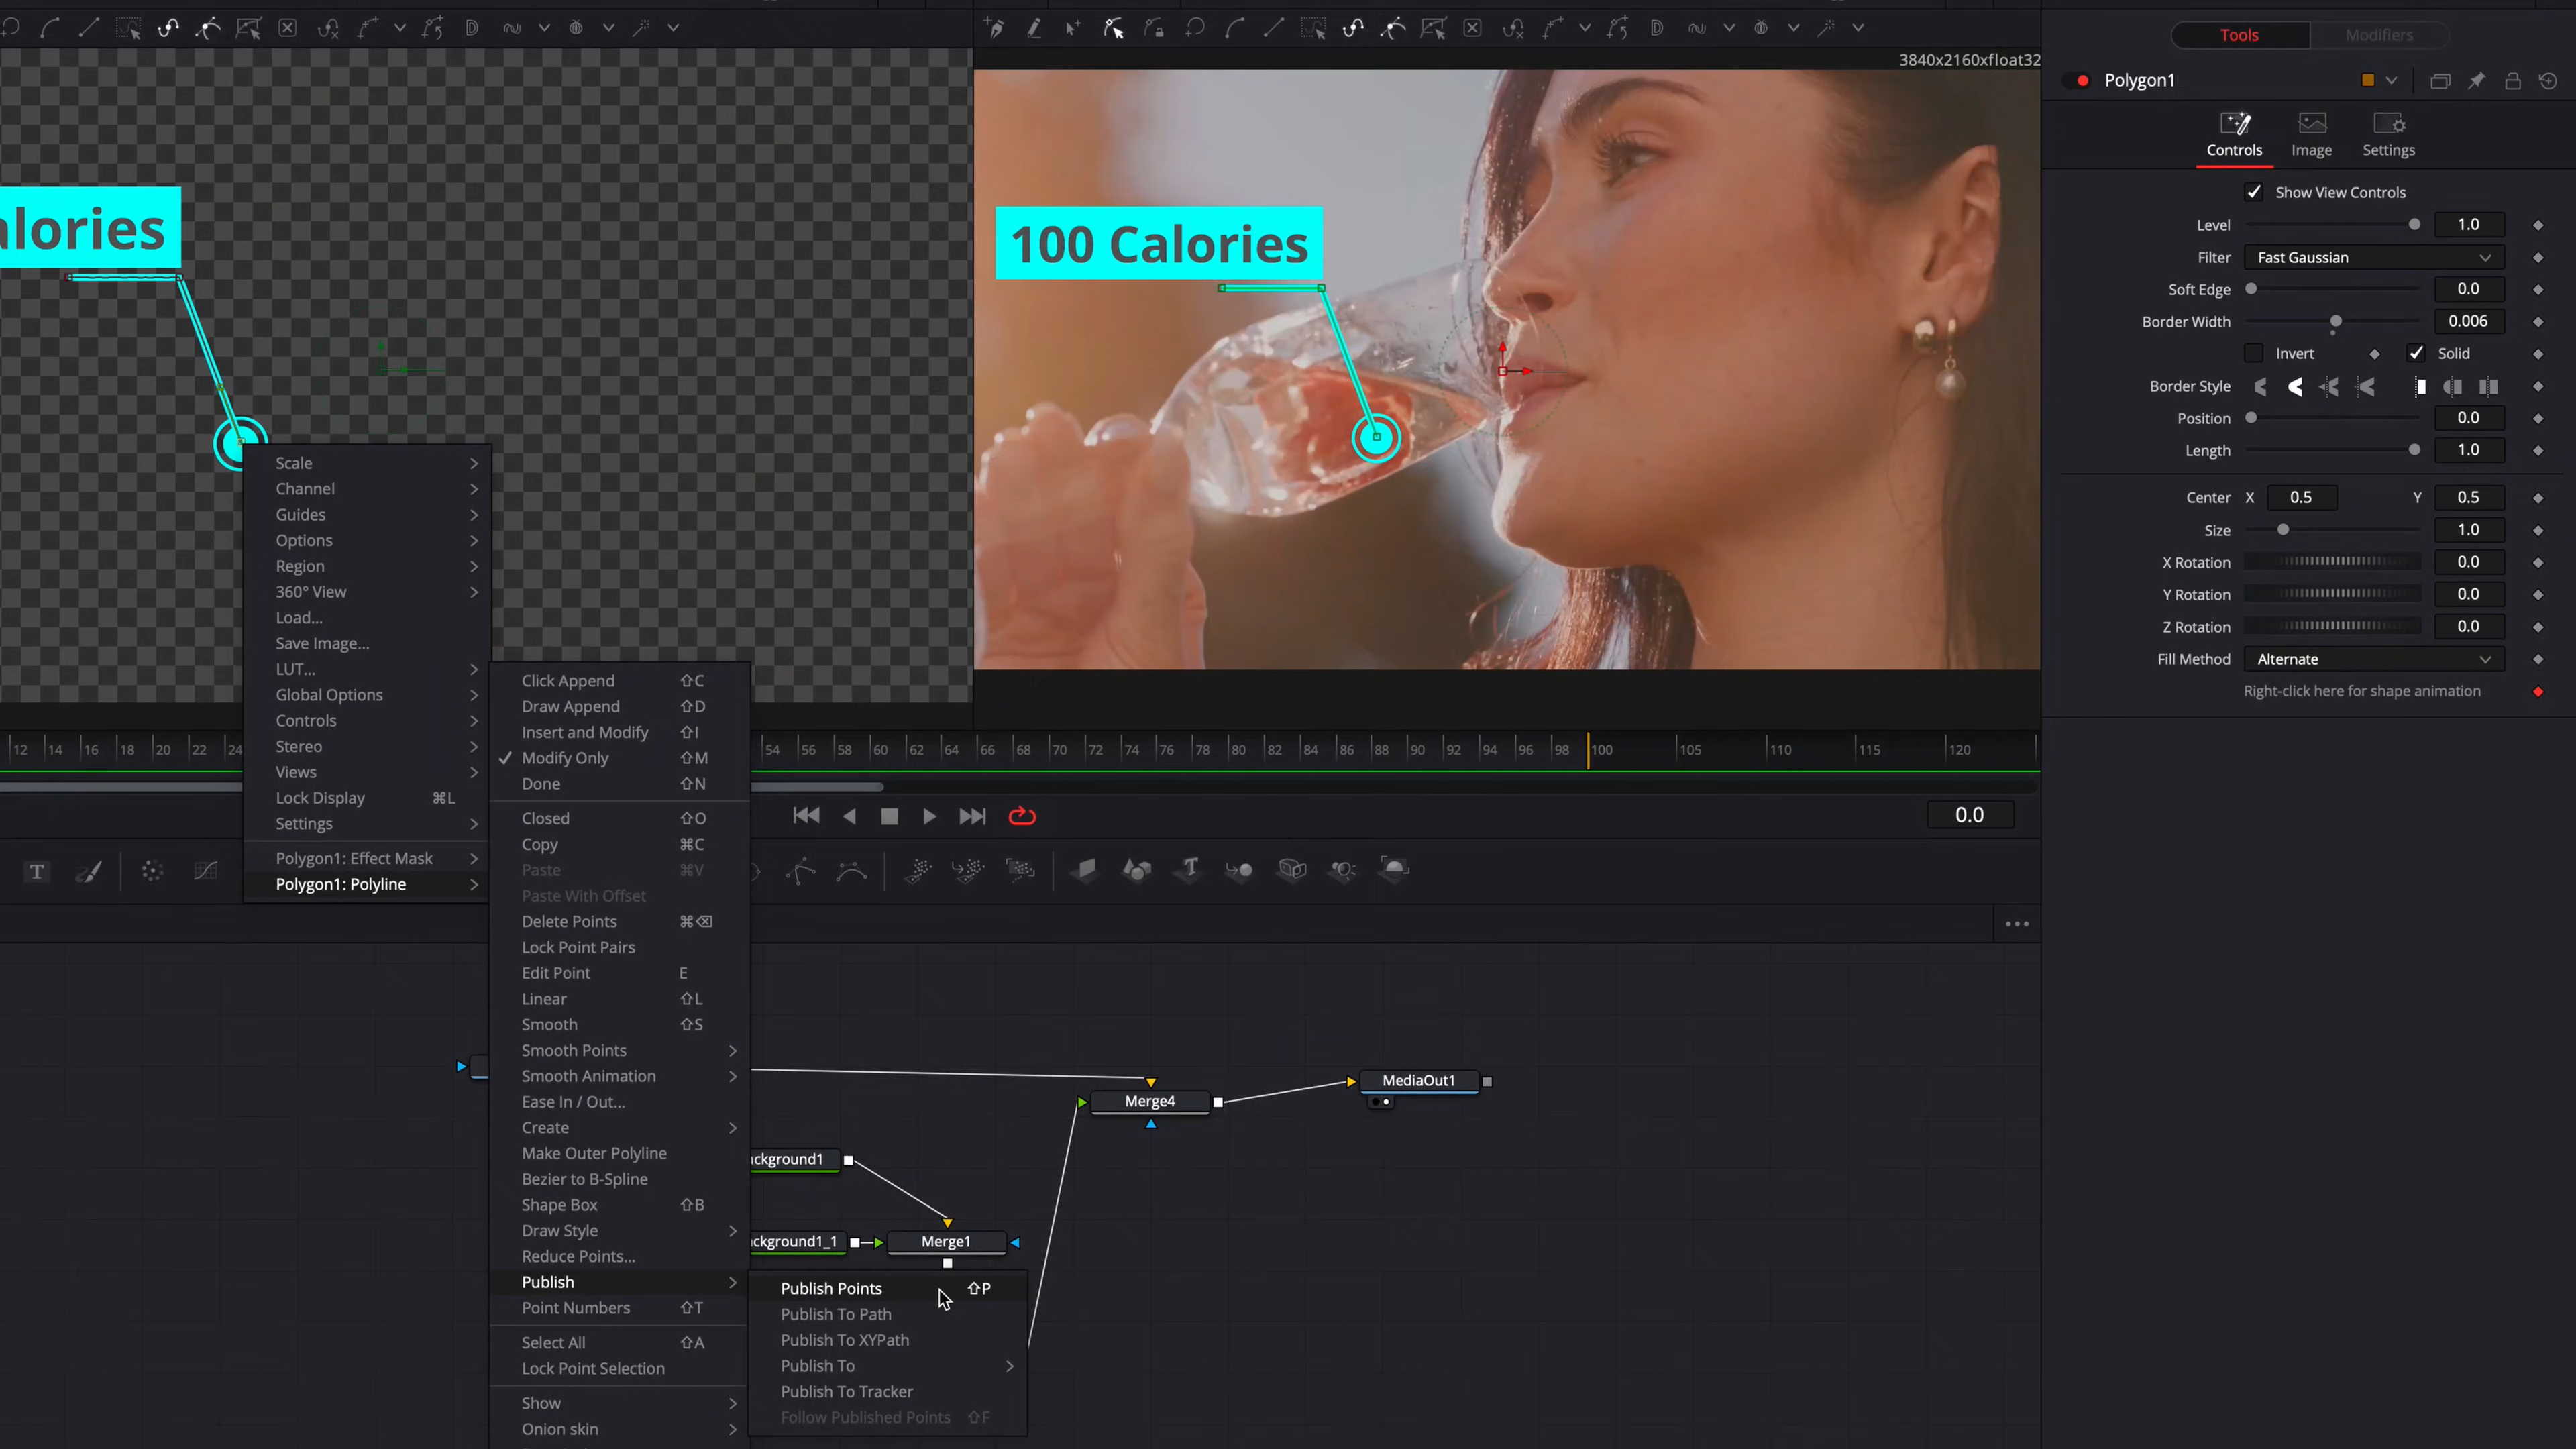 Tools
Modifiers
3840x2160xfloat32
Polygon1
Controls
Image
Settings
Show View Controls
Level
1.0
Filter
Fast Gaussian
Soft Edge
0.0
Border Width
0.006
Invert
Solid
Border Style
Position
0.0
Length
1.0
Center X 0.5 Y 0.5
Size
1.0
X Rotation
0.0
Y Rotation
0.0
Z Rotation
0.0
Fill Method
Alternate
Right-click here for shape animation
alories
100 Calories
Scale
Channel
Guides
Options
Region
360° View
Load...
Save Image...
LUT...
Global Options
Controls
Stereo
Views
Lock Display ⌘L
Settings
Polygon1: Effect Mask
Polygon1: Polyline
Click Append ⇧C
Draw Append ⇧D
Insert and Modify ⇧I
Modify Only ⇧M
Done ⇧N
Closed ⇧O
Copy ⌘C
Paste ⌘V
Paste With Offset
Delete Points ⌘⌫
Lock Point Pairs
Edit Point E
Linear ⇧L
Smooth ⇧S
Smooth Points
Smooth Animation
Ease In / Out...
Create
Make Outer Polyline
Bezier to B-Spline
Shape Box ⇧B
Draw Style
Reduce Points...
Publish
Point Numbers ⇧T
Select All ⇧A
Lock Point Selection
Show
Onion skin
Publish Points ⇧P
Publish To Path
Publish To XYPath
Publish To
Publish To Tracker
Follow Published Points ⇧F
12 14 16 18 20 22 24 54 56 58 60 62 64 66 68 70 72 74 76 78 80 82 84 86 88 90 92 94 96 98 100 105 110 115 120
0.0
Merge4
MediaOut1
ckground1
ckground1_1
Merge1